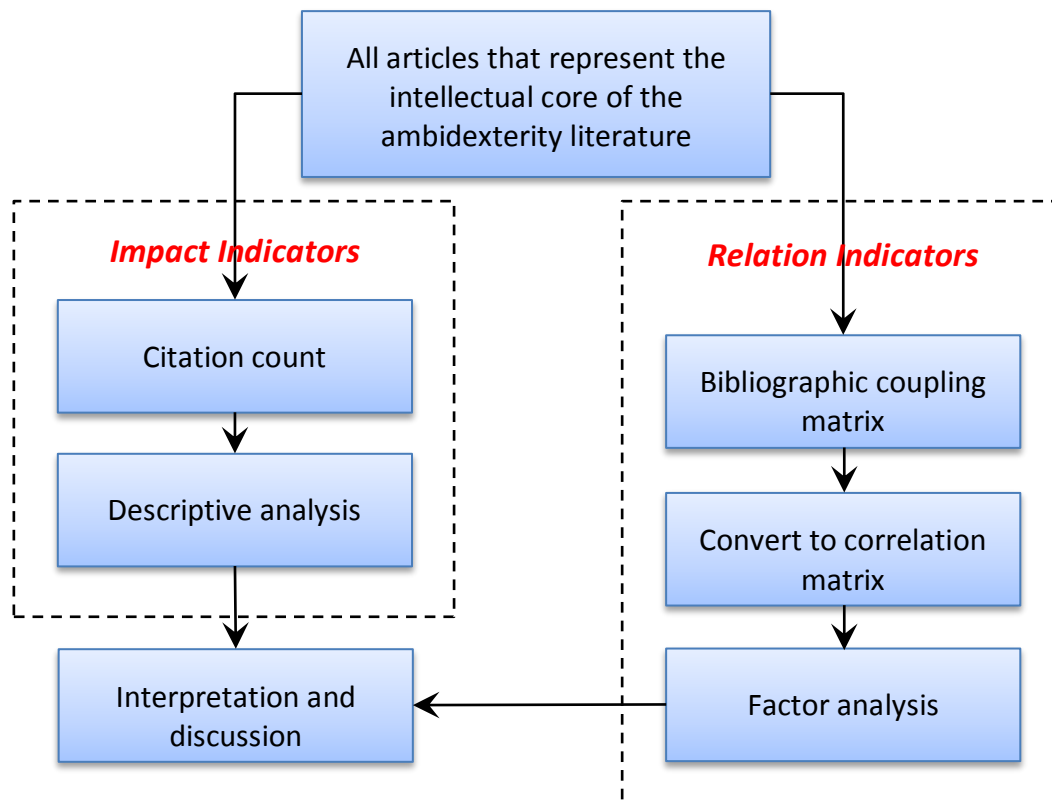 All articles that represent the
intellectual core of the
ambidexterity literature
Impact Indicators
Citation count
Descriptive analysis
Interpretation and
discussion
Relation Indicators
Bibliographic coupling
matrix
Convert to correlation
matrix
Factor analysis